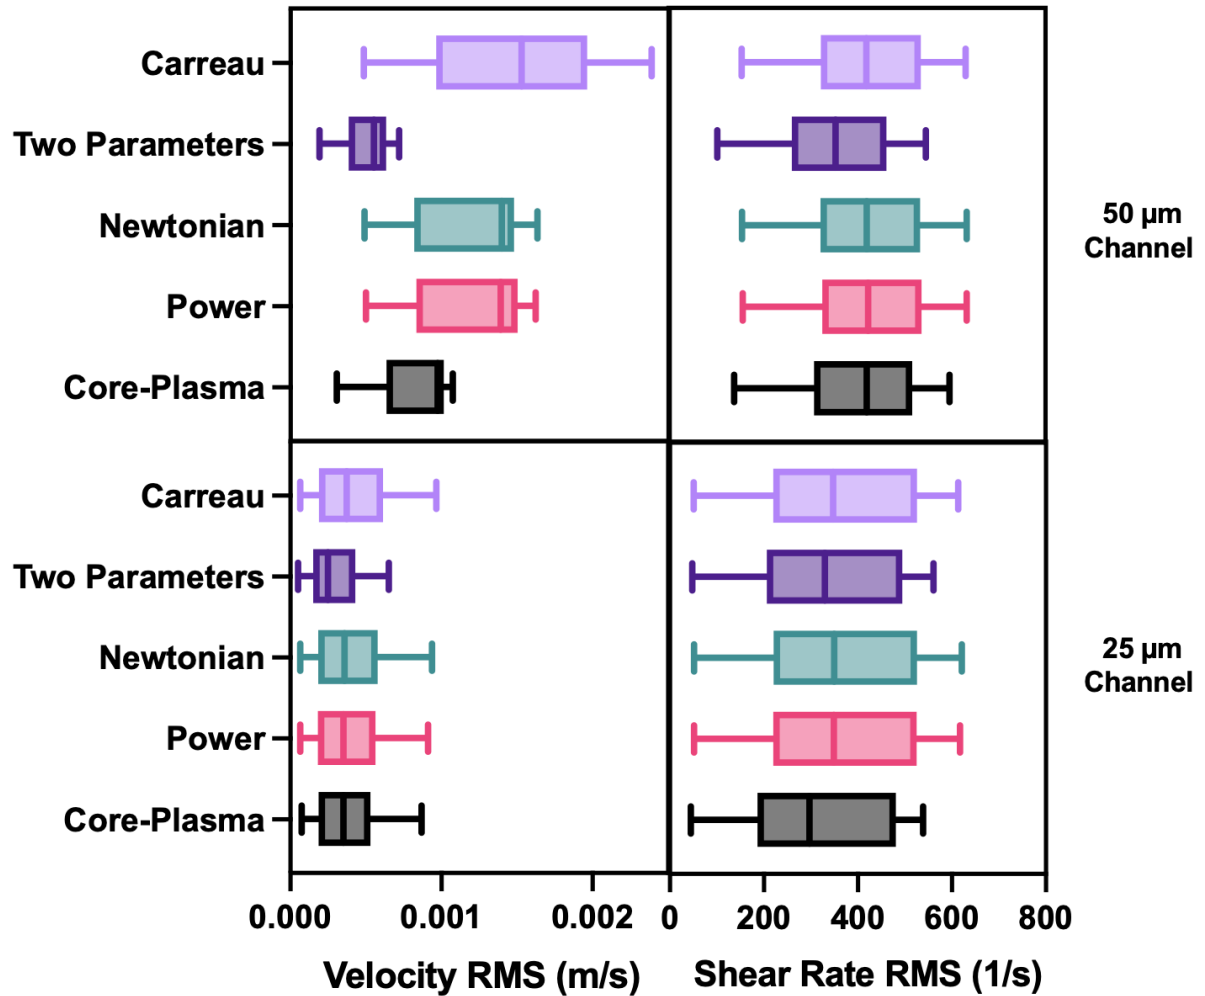 Carreau
Two Parameters
Newtonian
Power
Core-Plasma
50 µm
Channel
Carreau
Two Parameters
Newtonian
Power
Core-Plasma
25 µm
Channel
0.000 0.001 0.002 0 200 400 600 800
Velocity RMS (m/s) Shear Rate RMS (1/s)